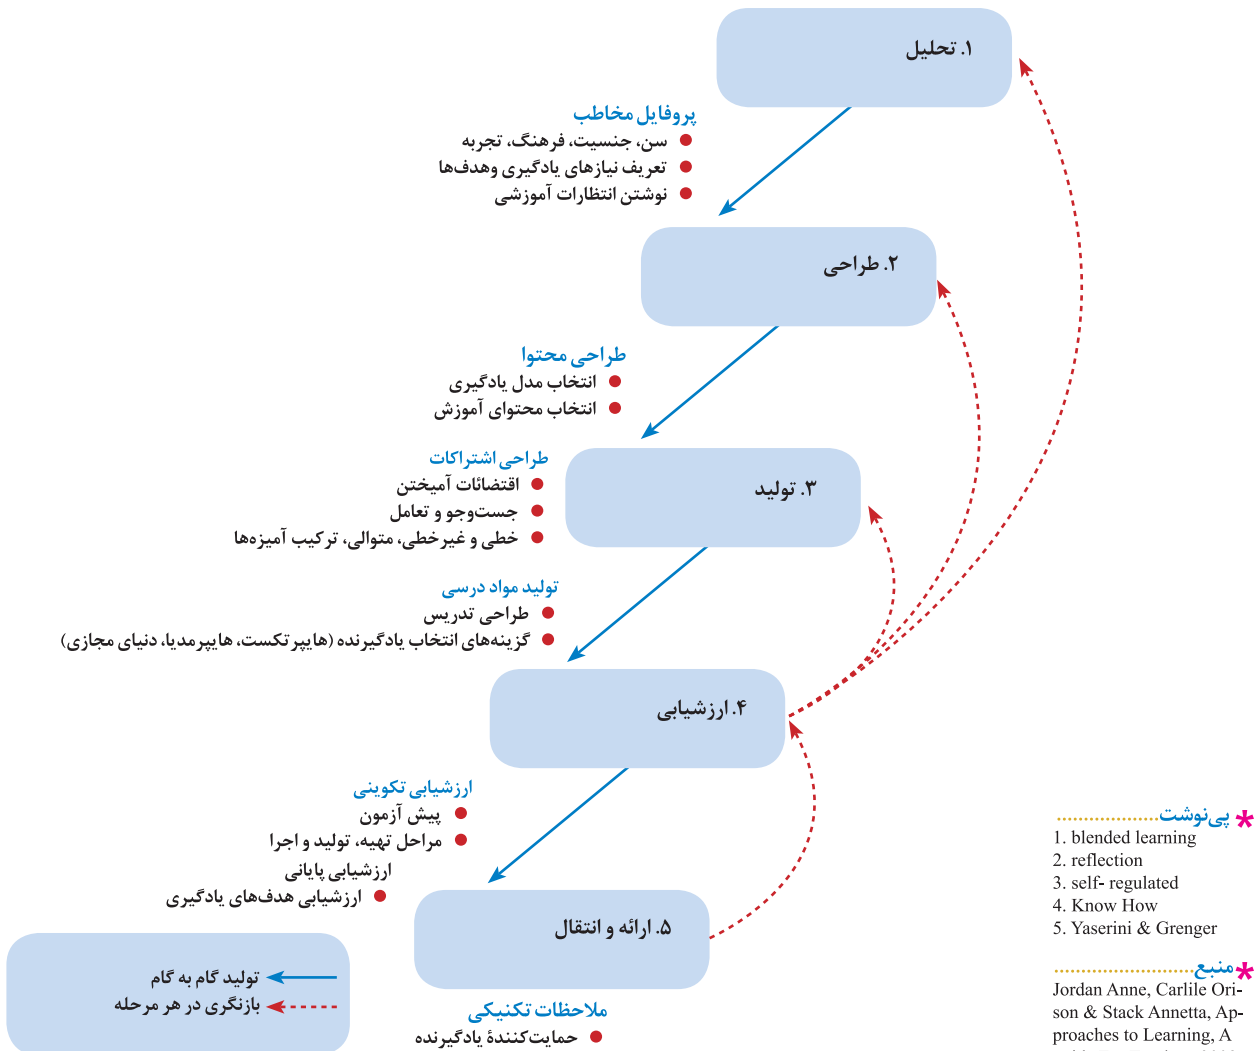 ۱. تحلیل
پروفایل مخاطب
سن، جنسیت، فرهنگ، تجربه
تعریف نیازهای یادگیری وهدف‌ها
نوشتن انتظارات آموزشی
۲. طراحی
طراحی محتوا
انتخاب مدل یادگیری
انتخاب محتوای آموزش
۳. تولید
طراحی اشتراکات
اقتضائات آمیختن
جست‌وجو و تعامل
خطی و غیرخطی، متوالی، ترکیب آمیزه‌ها
تولید مواد درسی
طراحی تدریس
گزینه‌های انتخاب یادگیرنده (هایپرتکست، هایپرمدیا، دنیای مجازی)
۴. ارزشیابی
ارزشیابی تکوینی
پیش آزمون
مراحل تهیه، تولید و اجرا
ارزشیابی پایانی
ارزشیابی هدف‌های یادگیری
۵. ارائه و انتقال
ملاحظات تکنیکی
حمایت‌کنندهٔ یادگیرنده
تولید گام به گام
بازنگری در هر مرحله
پی‌نوشت
1. blended learning
2. reflection
3. self- regulated
4. Know How
5. Yaserini & Grenger
منبع
Jordan Anne, Carlile Ori-
son & Stack Annetta, Ap-
proaches to Learning, A